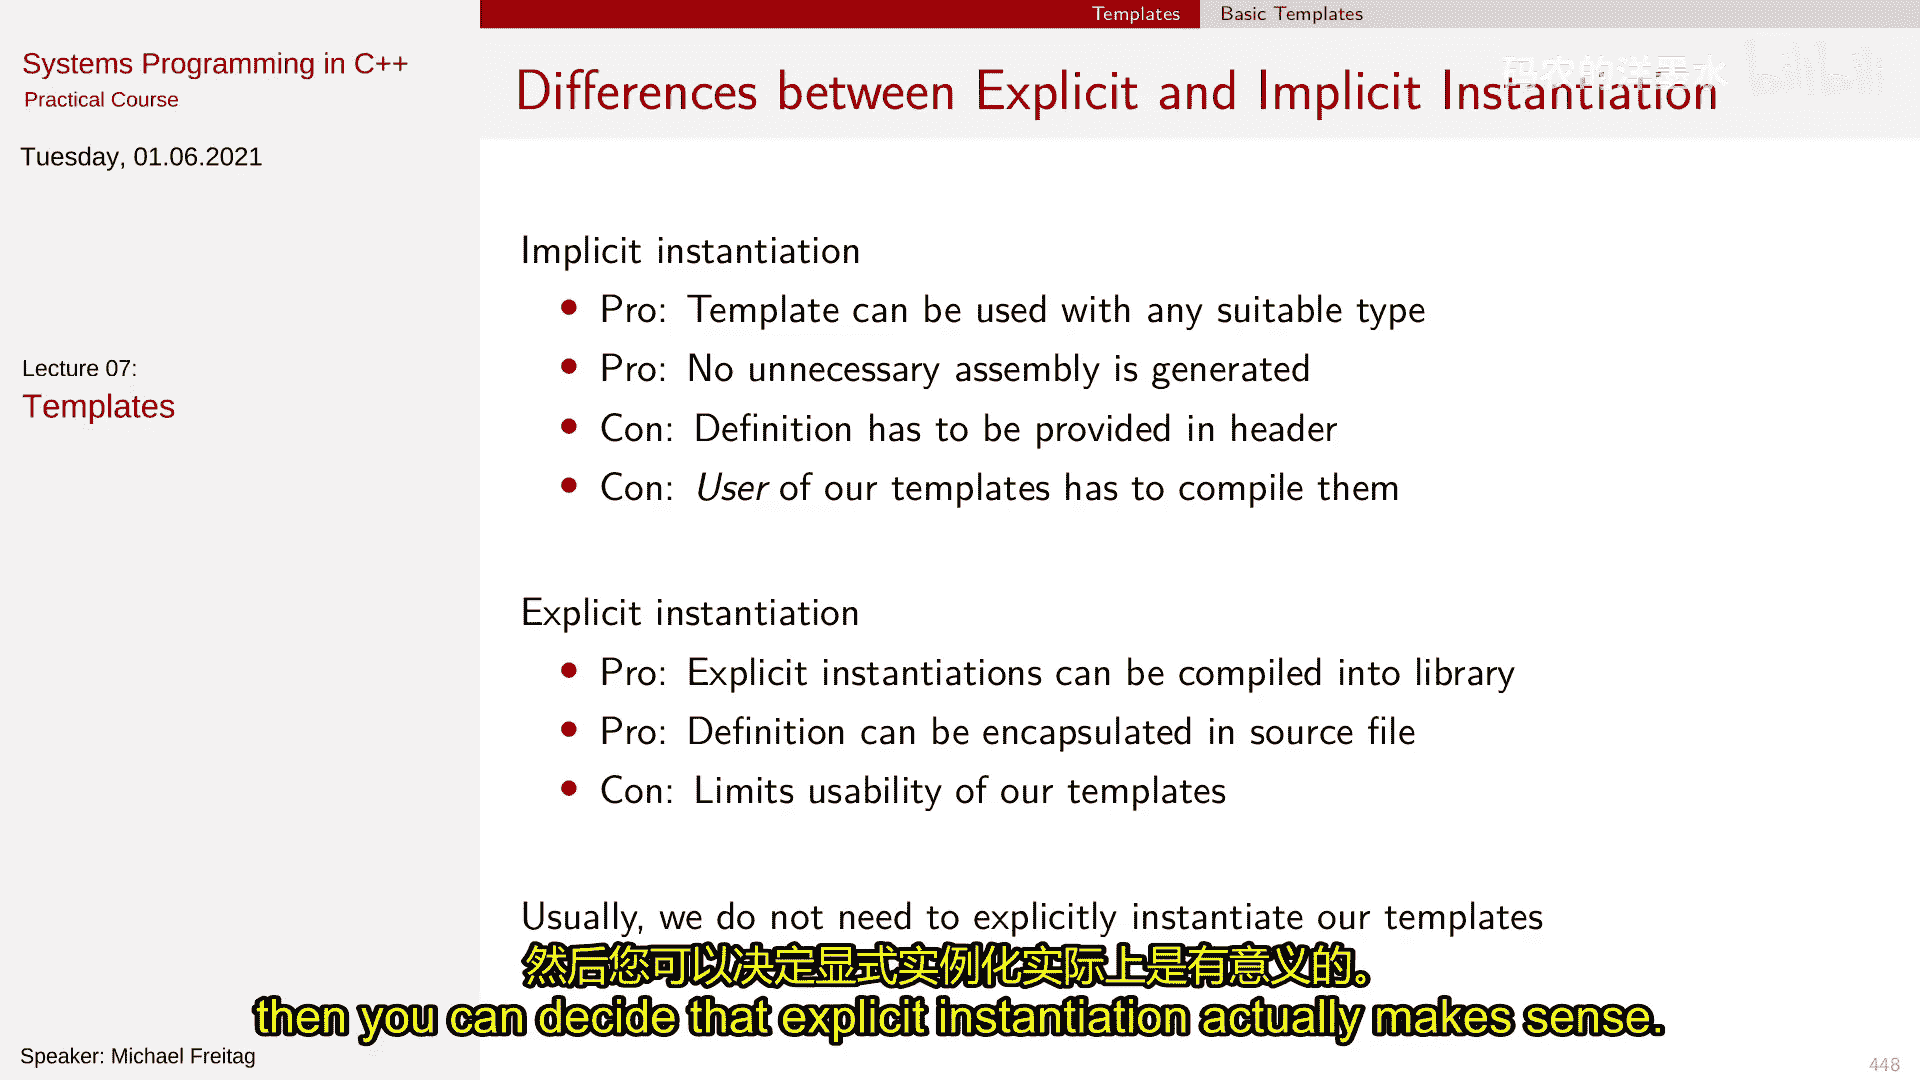 Templates Basic Templates
Systems Programming in C++
Practical Course
Tuesday, 01.06.2021
Lecture 07:
Templates
Differences between Explicit and Implicit Instantiation
码农的洋墨水
Implicit instantiation
• Pro: Template can be used with any suitable type
• Pro: No unnecessary assembly is generated
• Con: Definition has to be provided in header
• Con: User of our templates has to compile them
Explicit instantiation
• Pro: Explicit instantiations can be compiled into library
• Pro: Definition can be encapsulated in source file
• Con: Limits usability of our templates
Usually, we do not need to explicitly instantiate our templates
然后您可以决定显式实例化实际上是有意义的。
then you can decide that explicit instantiation actually makes sense.
Speaker: Michael Freitag
448